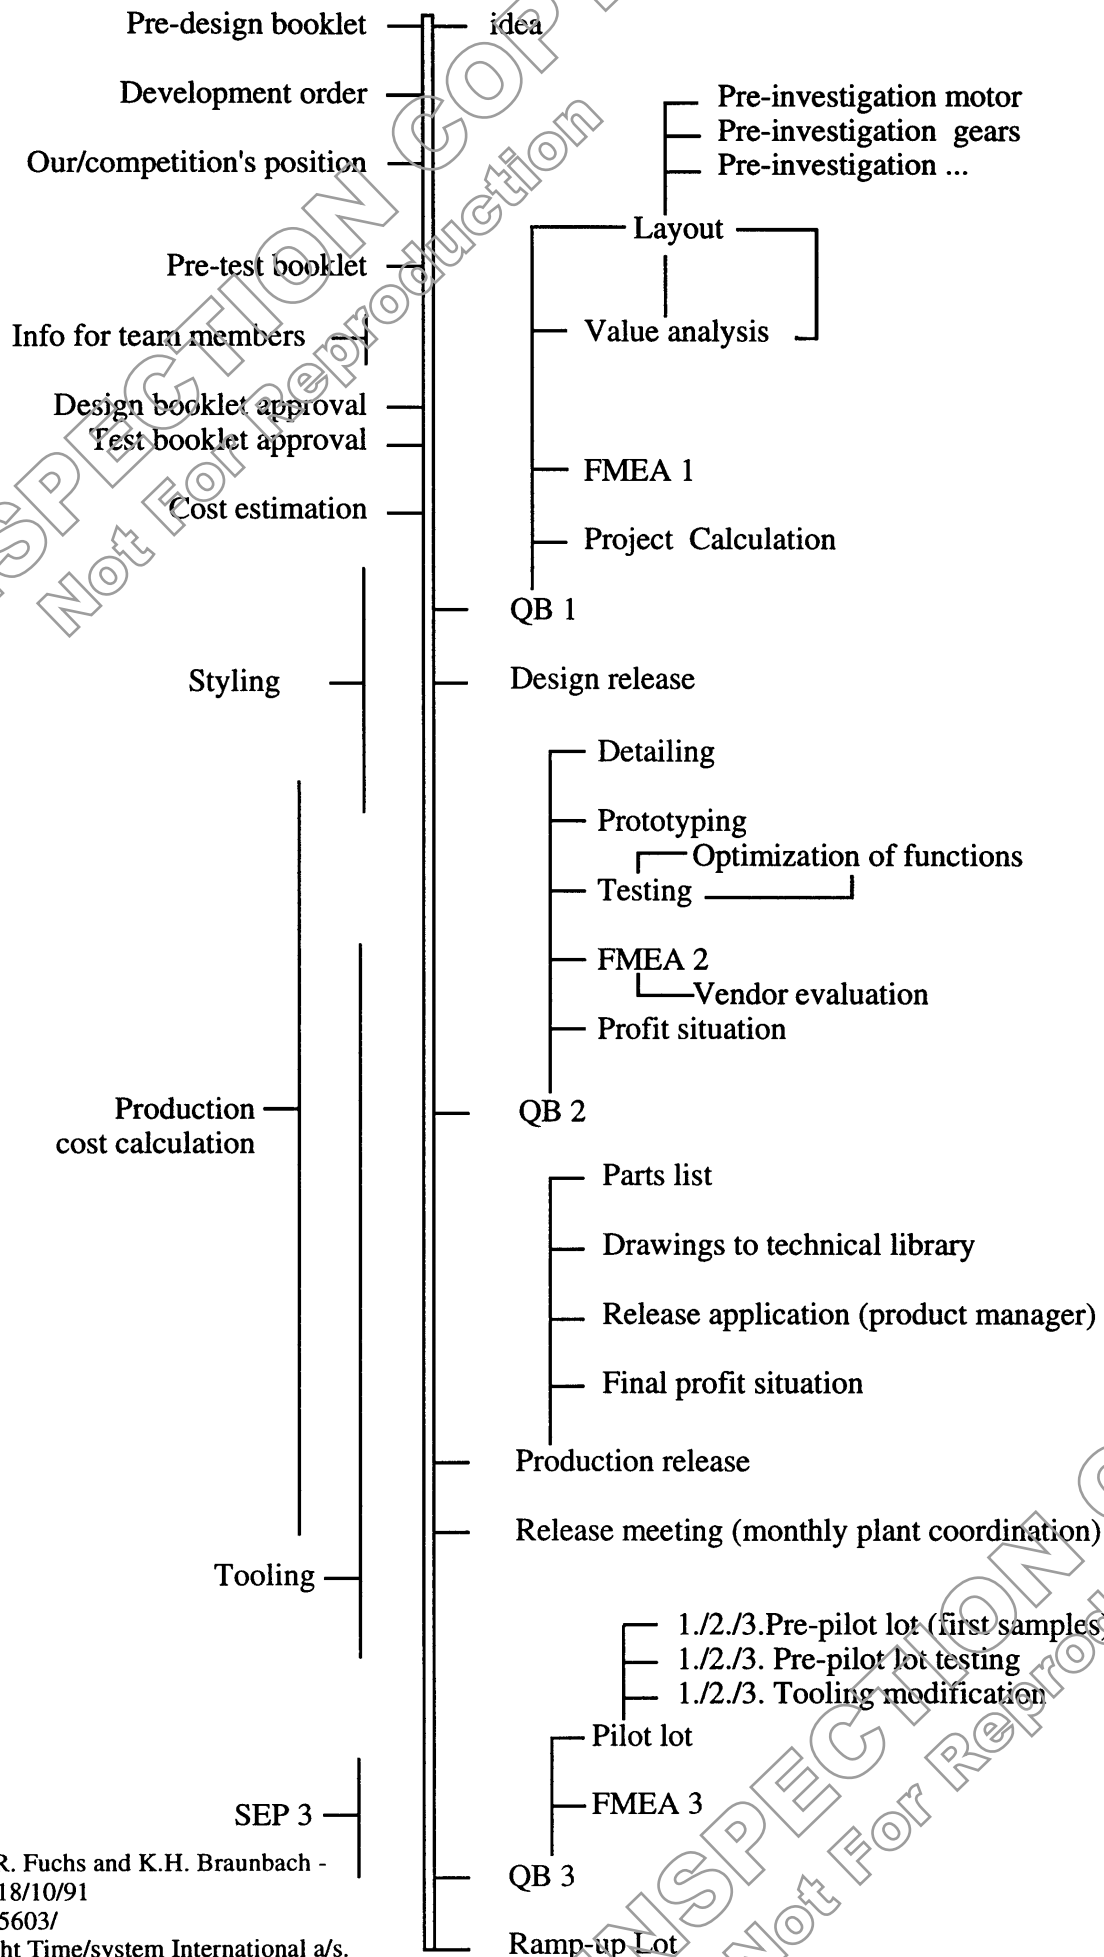 Pre-design booklet
idea
Development order
Pre-investigation motor
Pre-investigation gears
Our/competition's position
Pre-investigation ...
Layout
Pre-test booklet
Info for team members
Value analysis
Design booklet approval
Test booklet approval
FMEA 1
Cost estimation
Project Calculation
QB 1
Styling
Design release
Detailing
Prototyping
Optimization of functions
Testing
FMEA 2
Vendor evaluation
Profit situation
Production
cost calculation
QB 2
Parts list
Drawings to technical library
Release application (product manager)
Final profit situation
Production release
Release meeting (monthly plant coordination)
Tooling
1./2./3.Pre-pilot lot (first samples)
1./2./3. Pre-pilot lot testing
1./2./3. Tooling modification
Pilot lot
SEP 3
FMEA 3
R. Fuchs and K.H. Braunbach -
18/10/91
QB 3
5603/
Time/system International a/s.
Ramp-up Lot
INSPECTION COPY
Not For Reproduction
INSPECTION
Not For